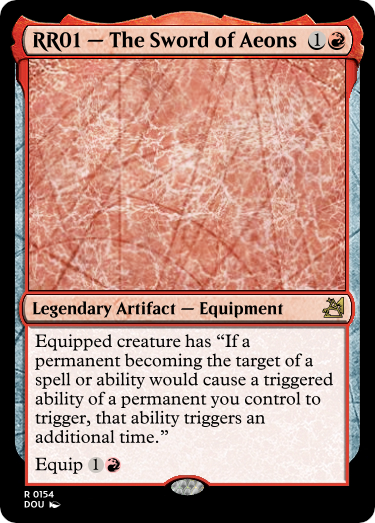 RR01 — The Sword of Aeons 1
Legendary Artifact — Equipment
Equipped creature has “If a
permanent becoming the target of a
spell or ability would cause a triggered
ability of a permanent you control to
trigger, that ability triggers an
additional time.”
Equip 1
R 0154
DOU